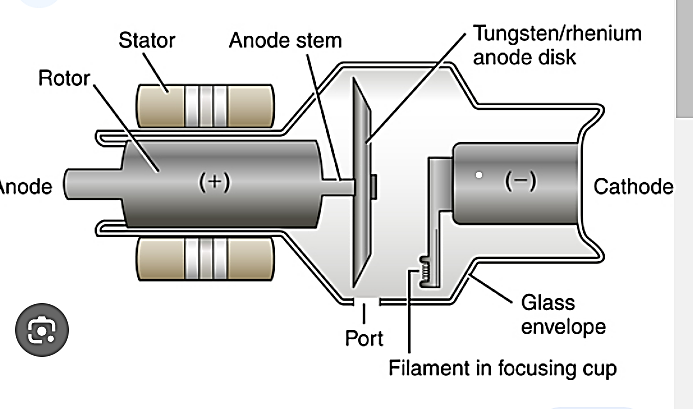 Stator
Anode stem
Tungsten/rhenium
anode disk
Rotor
Anode
(+)
(−)
Cathode
Port
Glass
envelope
Filament in focusing cup